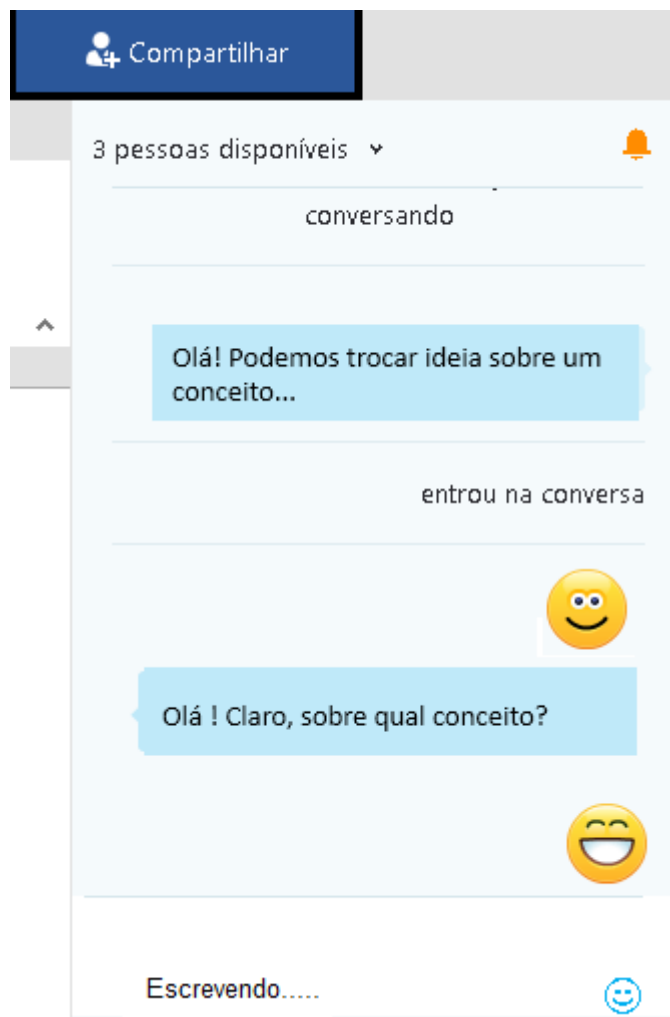 Compartilhar
3 pessoas disponíveis
conversando
Olá! Podemos trocar ideia sobre um
conceito...
entrou na conversa
Olá ! Claro, sobre qual conceito?
Escrevendo.....